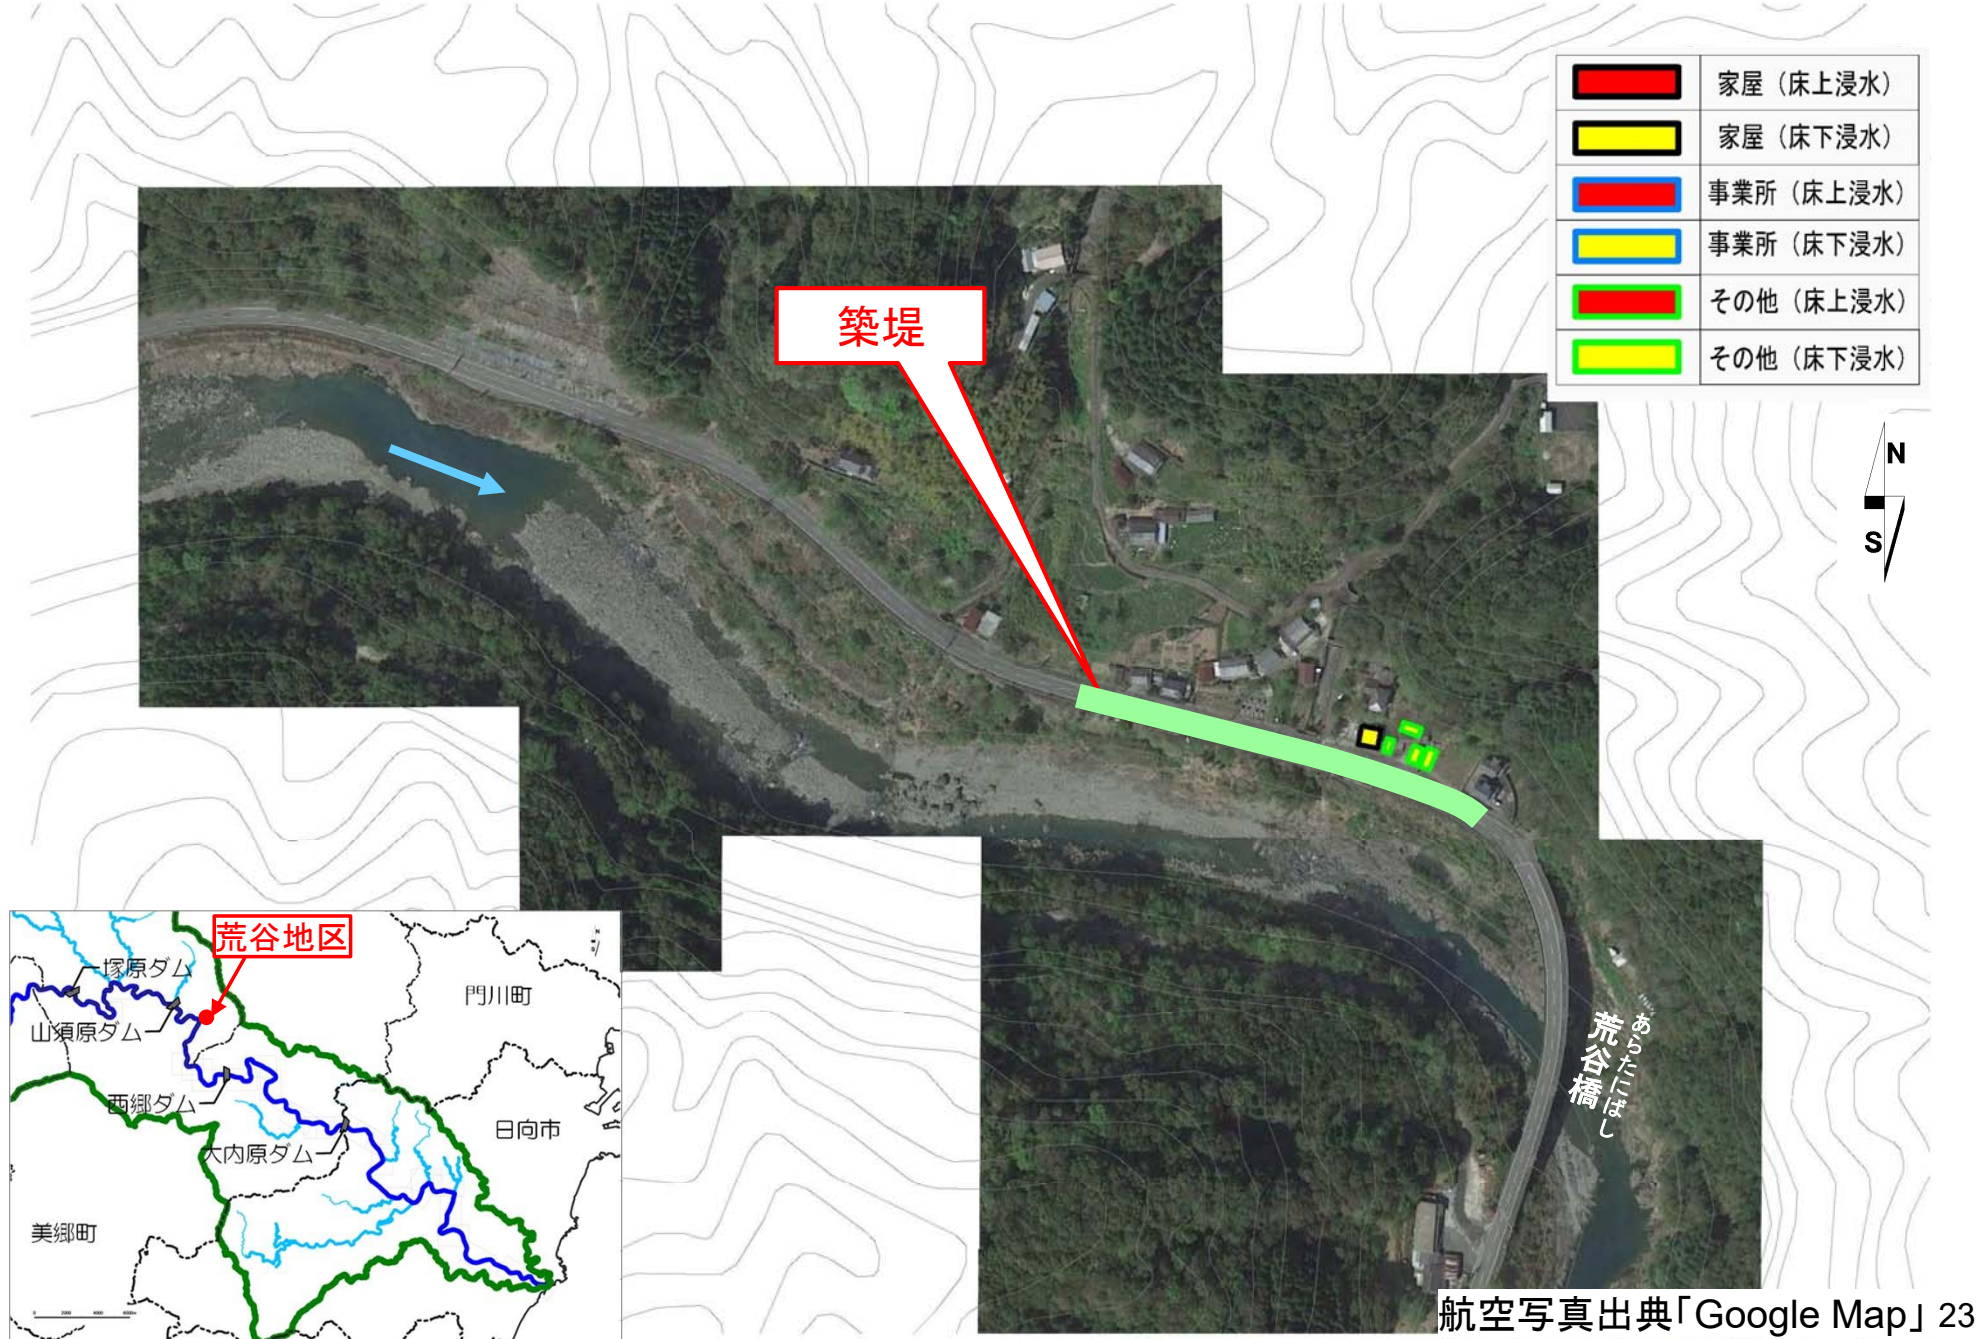 家屋（床上浸水）
家屋（床下浸水）
事業所（床上浸水）
事業所（床下浸水）
その他（床上浸水）
その他（床下浸水）
築堤
N
S
荒谷橋
あらたにばし
荒谷地区
塚原ダム
山須原ダム
西郷ダム
大内原ダム
門川町
日向市
美郷町
航空写真出典「Google Map」 23